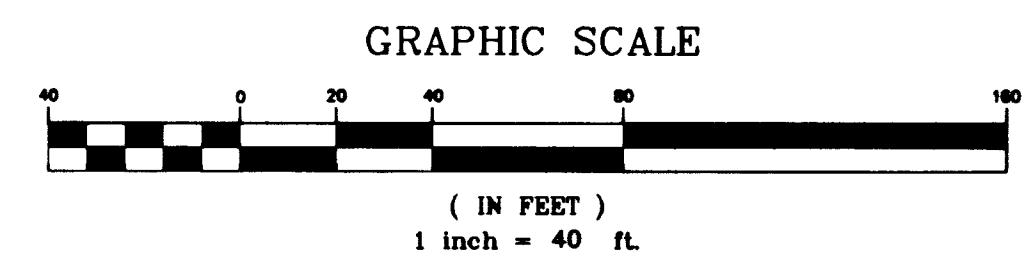 GRAPHIC SCALE
40 0 20 40 80 160
( IN FEET )
1 inch = 40 ft.